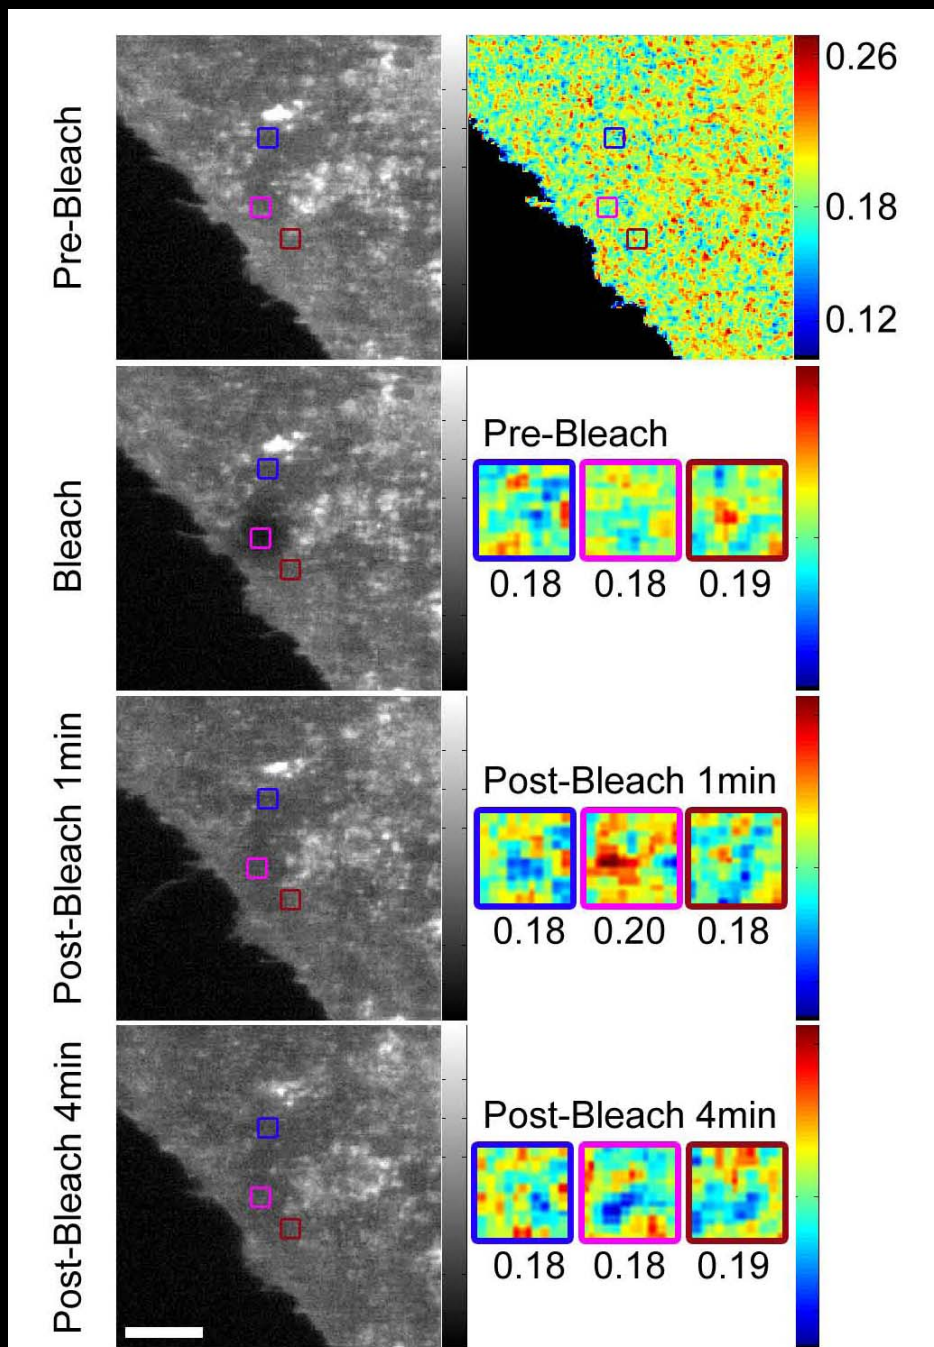 Pre-Bleach
0.26
0.18
0.12
Bleach
Pre-Bleach
0.18 0.18 0.19
Post-Bleach 1min
Post-Bleach 1min
0.18 0.20 0.18
Post-Bleach 4min
Post-Bleach 4min
0.18 0.18 0.19